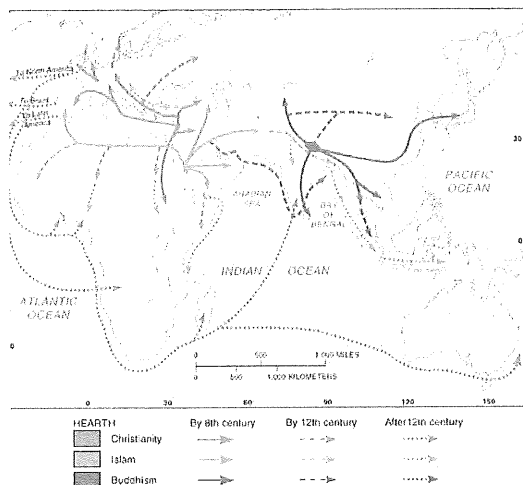 To North America
To Brazil
To Latin
America
30
ARABIAN
SEA
BAY
OF
BENGAL
PACIFIC
OCEAN
0
INDIAN OCEAN
ATLANTIC
OCEAN
0 500 1,000 MILES
0 500 1,000 KILOMETERS
0
0 30 60 90 120 150
HEARTH By 8th century By 12th century After 12th century
Christianity
Islam
Buddhism